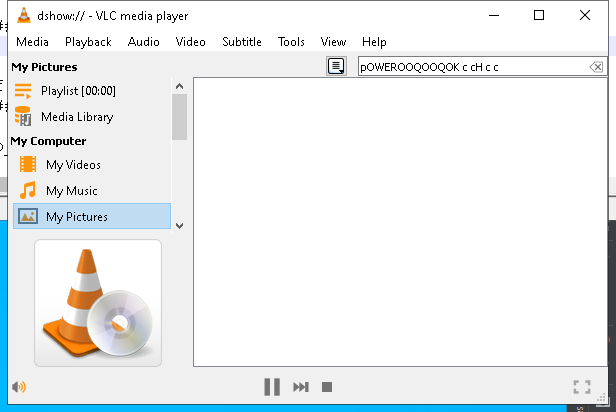 dshow:// - VLC media player
Media Playback Audio Video Subtitle Tools View Help
My Pictures
pOWEROOQOOQOK c cH c c
Playlist [00:00]
Media Library
My Computer
My Videos
My Music
My Pictures